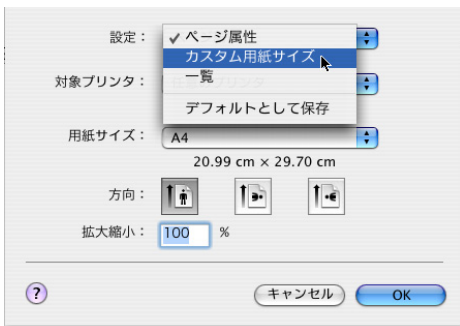 設定：
✓ ページ属性
カスタム用紙サイズ
一覧
デフォルトとして保存
対象プリンタ：
用紙サイズ：
A4
20.99 cm × 29.70 cm
方向：
拡大縮小：
100 %
?
キャンセル
OK